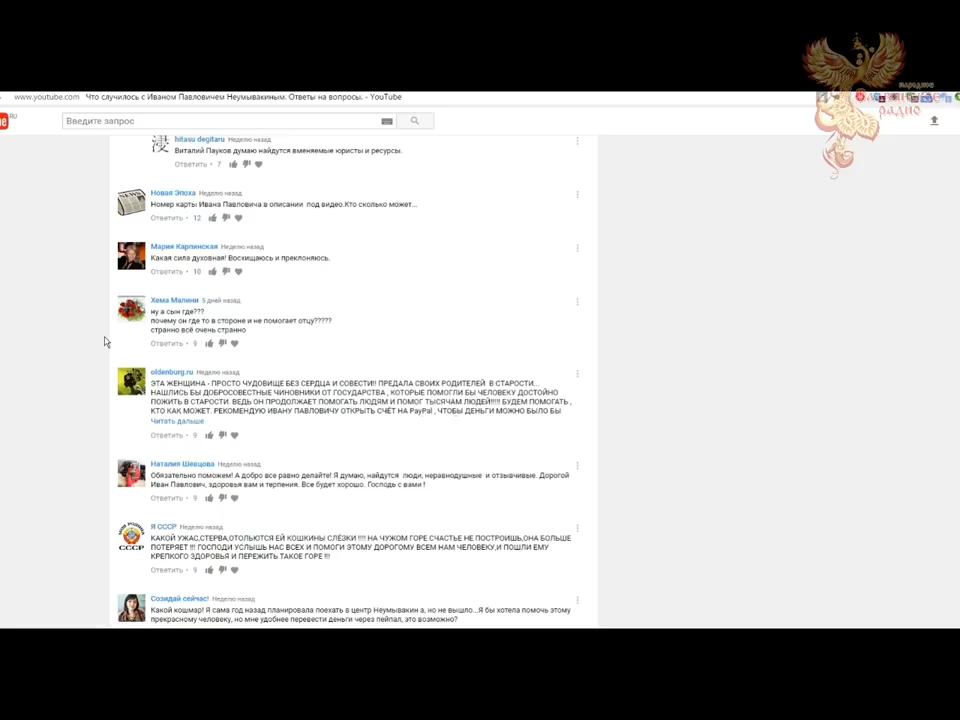 www.youtube.com Что случилось с Иваном Павловичем Неумывакиным. Ответы на вопросы. - YouTube
RU
Введите запрос
hitasu degitaru Неделю назад
Виталий Пауков думаю найдутся вменяемые юристы и ресурсы.
Ответить • 7
NEWS
Новая Эпоха Неделю назад
Номер карты Ивана Павловича в описании под видео.Кто сколько может...
Ответить • 12
Мария Карпинская Неделю назад
Какая сила духовная! Восхищаюсь и преклоняюсь.
Ответить • 10
Хема Малини 5 дней назад
ну а сын где???
почему он где то в стороне и не помогает отцу?????
странно всё очень странно
Ответить • 9
oldenburg.ru Неделю назад
ЭТА ЖЕНЩИНА - ПРОСТО ЧУДОВИЩЕ БЕЗ СЕРДЦА И СОВЕСТИ!! ПРЕДАЛА СВОИХ РОДИТЕЛЕЙ В СТАРОСТИ...
НАШЛИСЬ БЫ ДОБРОСОВЕСТНЫЕ ЧИНОВНИКИ ОТ ГОСУДАРСТВА , КОТОРЫЕ ПОМОГЛИ БЫ ЧЕЛОВЕКУ ДОСТОЙНО
ПОЖИТЬ В СТАРОСТИ. ВЕДЬ ОН ПРОДОЛЖАЕТ ПОМОГАТЬ ЛЮДЯМ И ПОМОГ ТЫСЯЧАМ ЛЮДЕЙ!!!!! БУДЕМ ПОМОГАТЬ ,
КТО КАК МОЖЕТ. РЕКОМЕНДУЮ ИВАНУ ПАВЛОВИЧУ ОТКРЫТЬ СЧЁТ НА PayPal , ЧТОБЫ ДЕНЬГИ МОЖНО БЫЛО БЫ
Читать дальше
Ответить • 9
Наталия Шевцова Неделю назад
Обязательно поможем! А добро все равно делайте! Я думаю, найдутся люди, неравнодушные и отзывчивые. Дорогой
Иван Павлович, здоровья вам и терпения. Все будет хорошо. Господь с вами !
Ответить • 9
СССР
Я СССР Неделю назад
КАКОЙ УЖАС,СТЕРВА,ОТОЛЬЮТСЯ ЕЙ КОШКИНЫ СЛЁЗКИ !!!! НА ЧУЖОМ ГОРЕ СЧАСТЬЕ НЕ ПОСТРОИШЬ,ОНА БОЛЬШЕ
ПОТЕРЯЕТ !!! ГОСПОДИ УСЛЫШЬ НАС ВСЕХ И ПОМОГИ ЭТОМУ ДОРОГОМУ ВСЕМ НАМ ЧЕЛОВЕКУ,И ПОШЛИ ЕМУ
КРЕПКОГО ЗДОРОВЬЯ И ПЕРЕЖИТЬ ТАКОЕ ГОРЕ !!!
Ответить • 9
Созидай сейчас! Неделю назад
Какой кошмар! Я сама год назад планировала поехать в центр Неумывакин а, но не вышло...Я бы хотела помочь этому
прекрасному человеку, но мне удобнее перевести деньги через пейпал, это возможно?
народное
радио